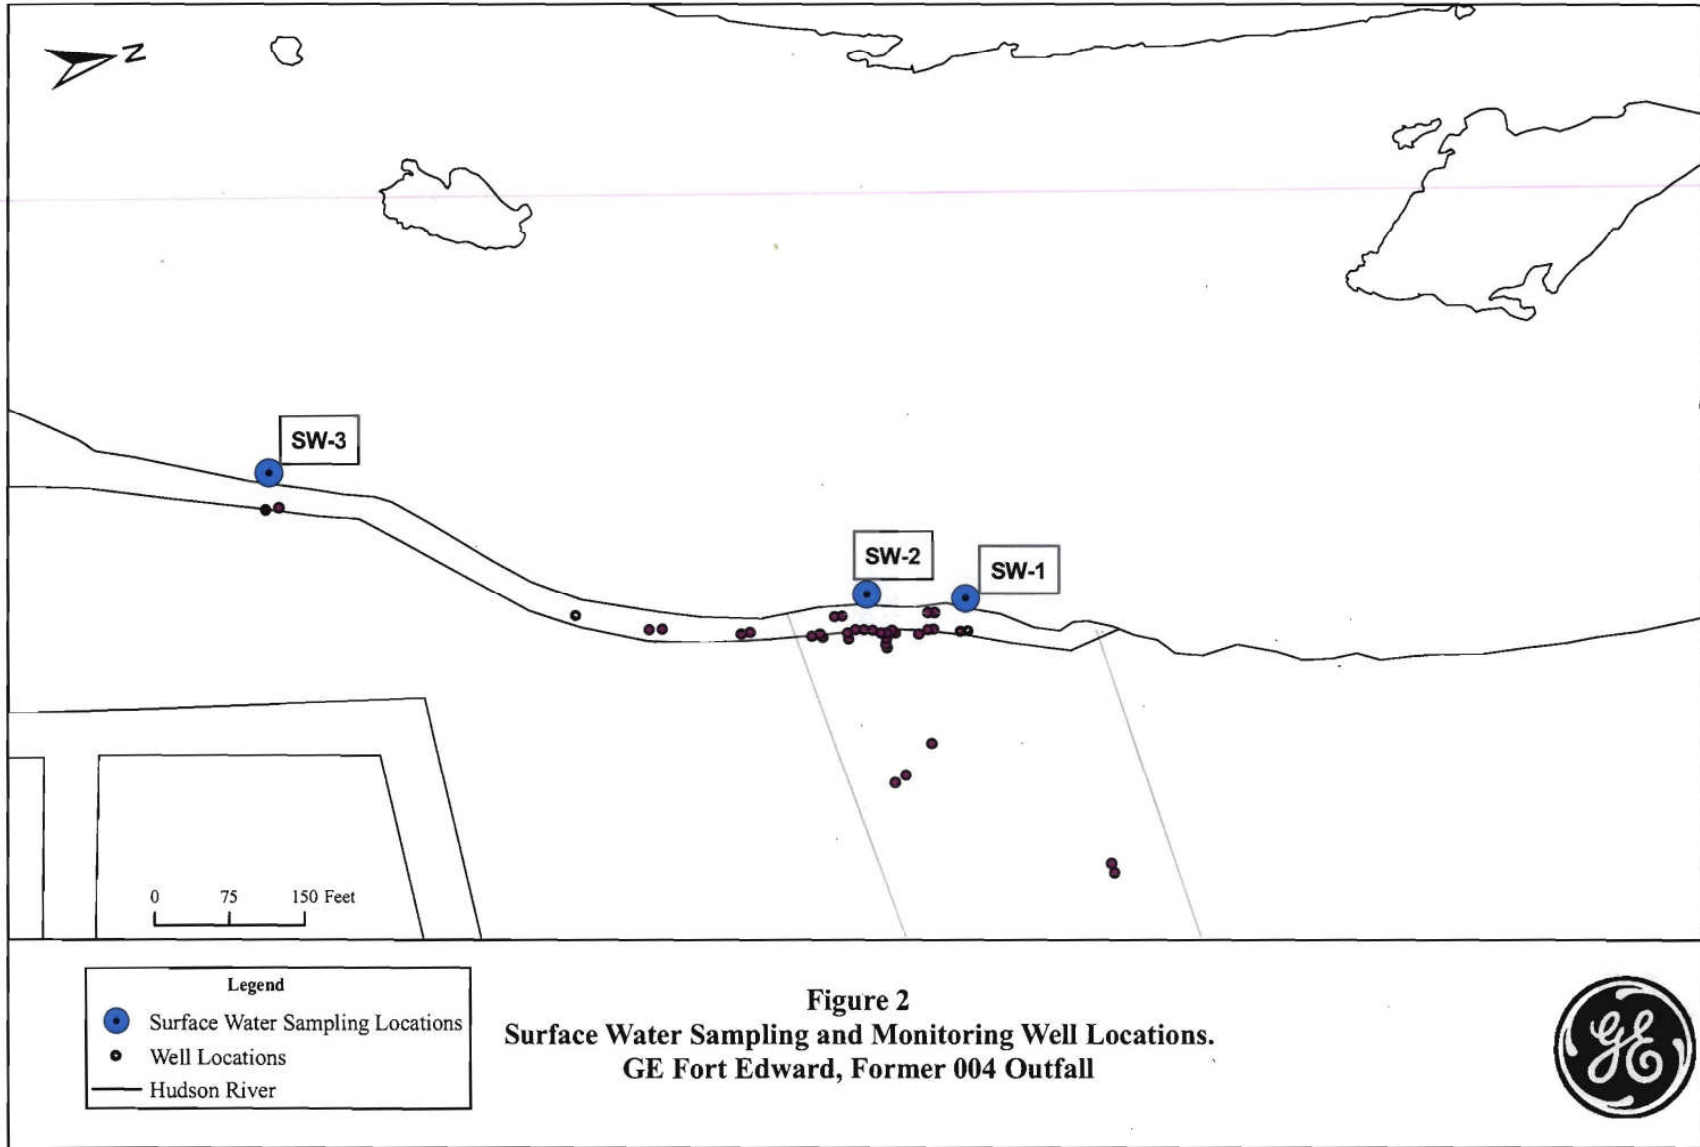 N
SW-3
SW-2
SW-1
0 75 150 Feet
Legend
Surface Water Sampling Locations
Well Locations
Hudson River
Figure 2
Surface Water Sampling and Monitoring Well Locations.
GE Fort Edward, Former 004 Outfall
GE